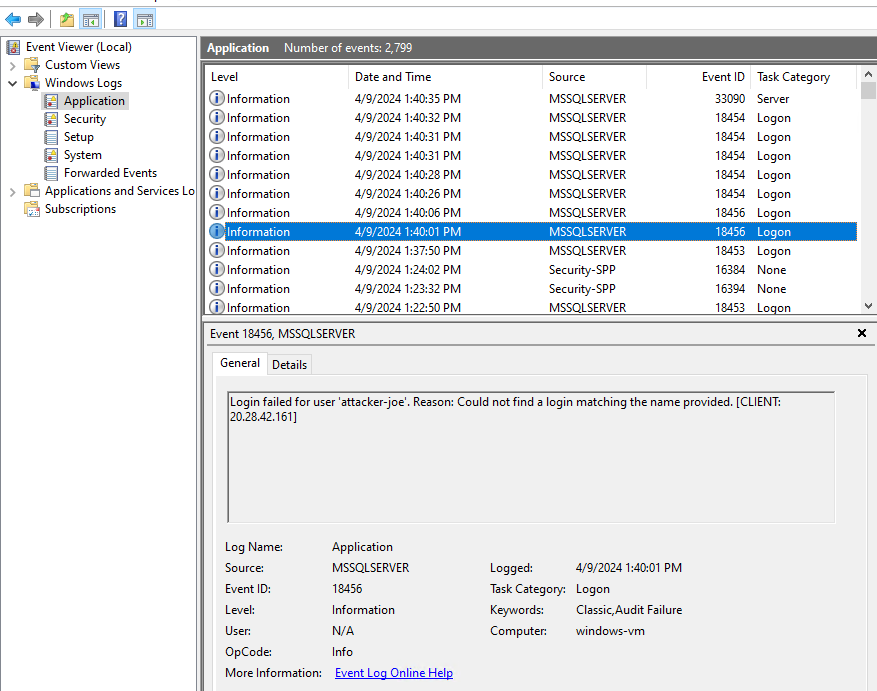 Event Viewer (Local)
Custom Views
Windows Logs
Application
Security
Setup
System
Forwarded Events
Applications and Services Lo
Subscriptions
Application Number of events: 2,799
Level Date and Time Source Event ID Task Category
Information 4/9/2024 1:40:35 PM MSSQLSERVER 33090 Server
Information 4/9/2024 1:40:32 PM MSSQLSERVER 18454 Logon
Information 4/9/2024 1:40:31 PM MSSQLSERVER 18454 Logon
Information 4/9/2024 1:40:31 PM MSSQLSERVER 18454 Logon
Information 4/9/2024 1:40:28 PM MSSQLSERVER 18454 Logon
Information 4/9/2024 1:40:26 PM MSSQLSERVER 18454 Logon
Information 4/9/2024 1:40:06 PM MSSQLSERVER 18456 Logon
Information 4/9/2024 1:40:01 PM MSSQLSERVER 18456 Logon
Information 4/9/2024 1:37:50 PM MSSQLSERVER 18453 Logon
Information 4/9/2024 1:24:02 PM Security-SPP 16384 None
Information 4/9/2024 1:23:32 PM Security-SPP 16394 None
Information 4/9/2024 1:22:50 PM MSSQLSERVER 18453 Logon
Event 18456, MSSQLSERVER
General Details
Login failed for user 'attacker-joe'. Reason: Could not find a login matching the name provided. [CLIENT:
20.28.42.161]
Log Name: Application
Source: MSSQLSERVER Logged: 4/9/2024 1:40:01 PM
Event ID: 18456 Task Category: Logon
Level: Information Keywords: Classic,Audit Failure
User: N/A Computer: windows-vm
OpCode: Info
More Information: Event Log Online Help